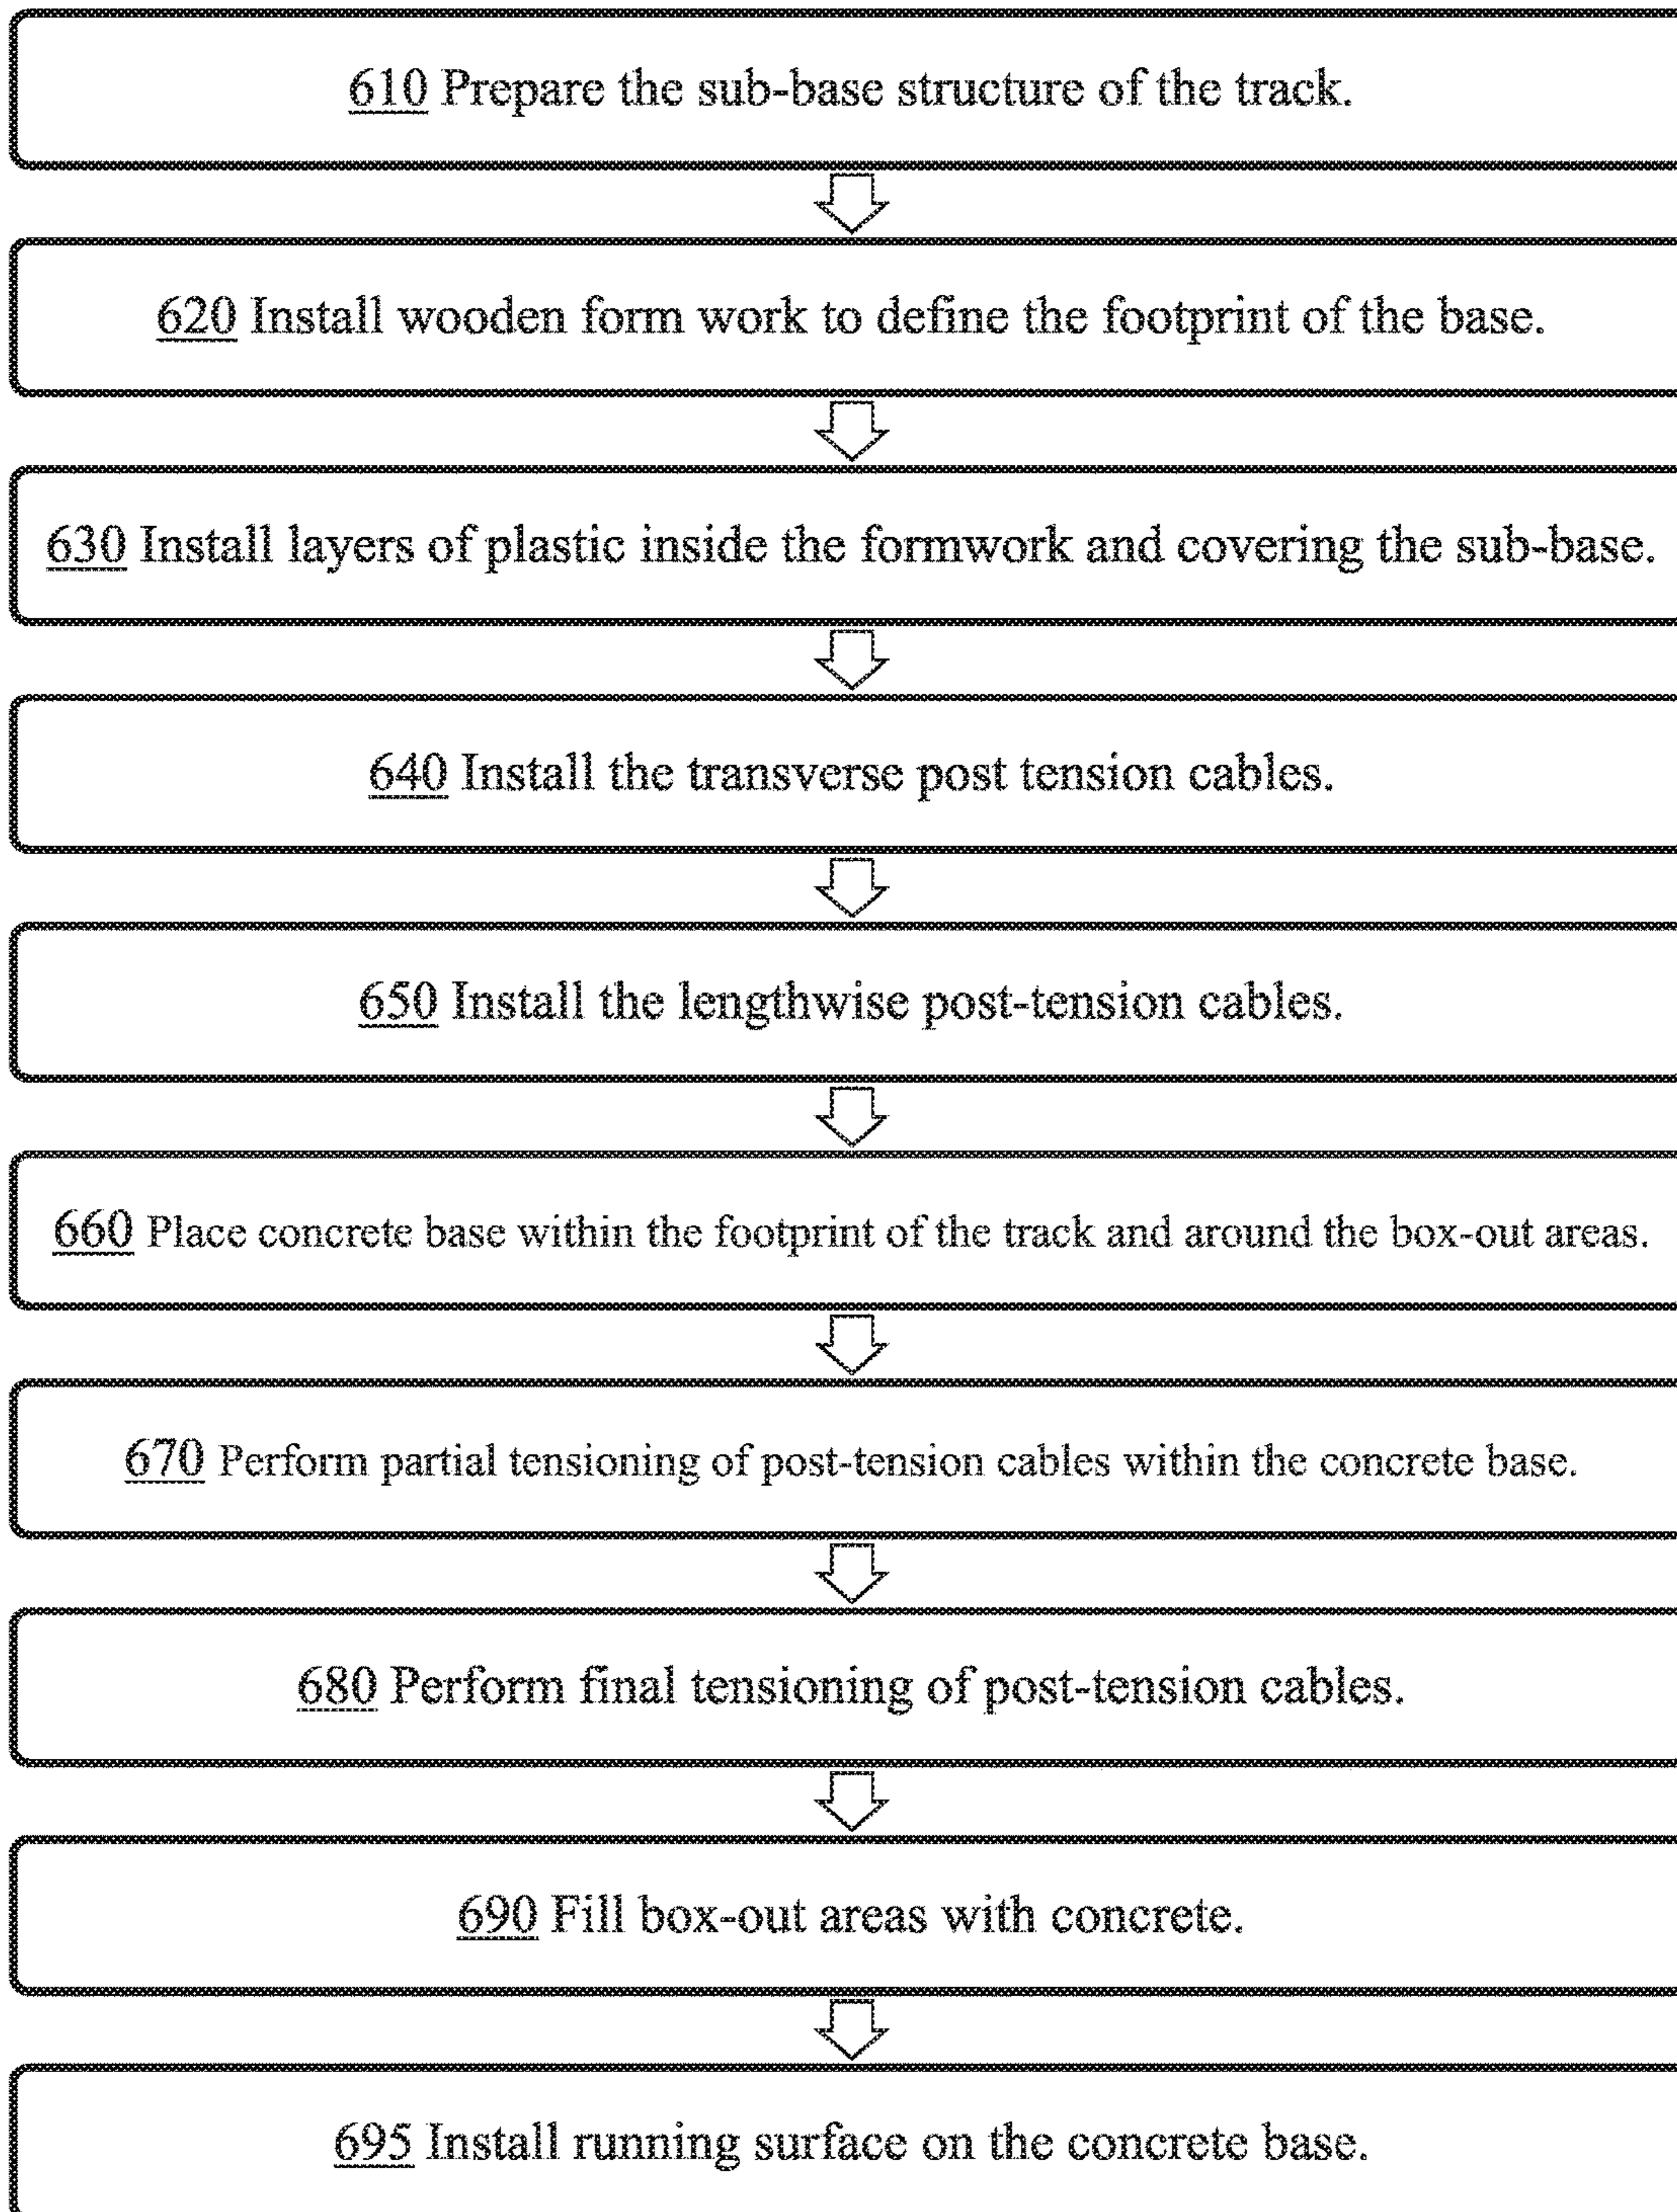 610 Prepare the sub-base structure of the track.
620 Install wooden form work to define the footprint of the base.
630 Install layers of plastic inside the formwork and covering the sub-base.
640 Install the transverse post tension cables.
650 Install the lengthwise post-tension cables.
660 Place concrete base within the footprint of the track and around the box-out areas.
670 Perform partial tensioning of post-tension cables within the concrete base.
680 Perform final tensioning of post-tension cables.
690 Fill box-out areas with concrete.
695 Install running surface on the concrete base.